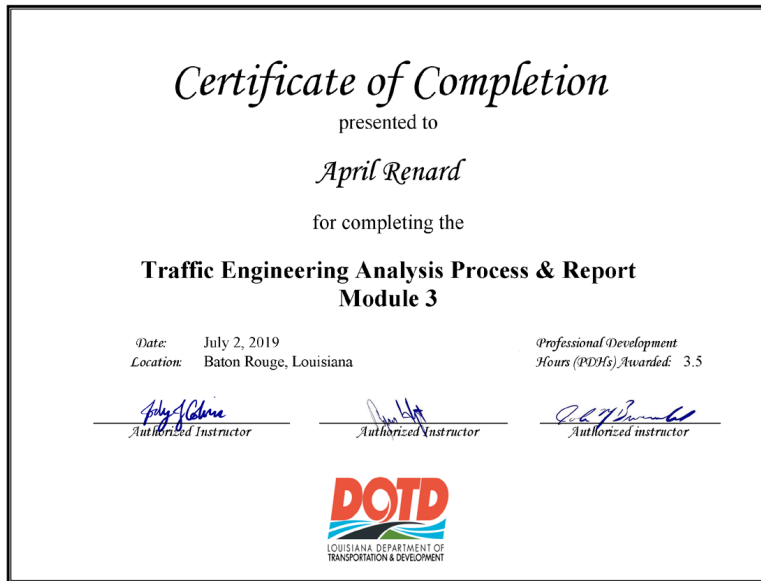 Certificate of Completion
presented to
April Renard
for completing the
Traffic Engineering Analysis Process & Report
Module 3
Date: July 2, 2019
Location: Baton Rouge, Louisiana
Professional Development
Hours (PDHs) Awarded: 3.5
Authorized Instructor
Authorized Instructor
Authorized instructor
DOTD
LOUISIANA DEPARTMENT OF
TRANSPORTATION & DEVELOPMENT